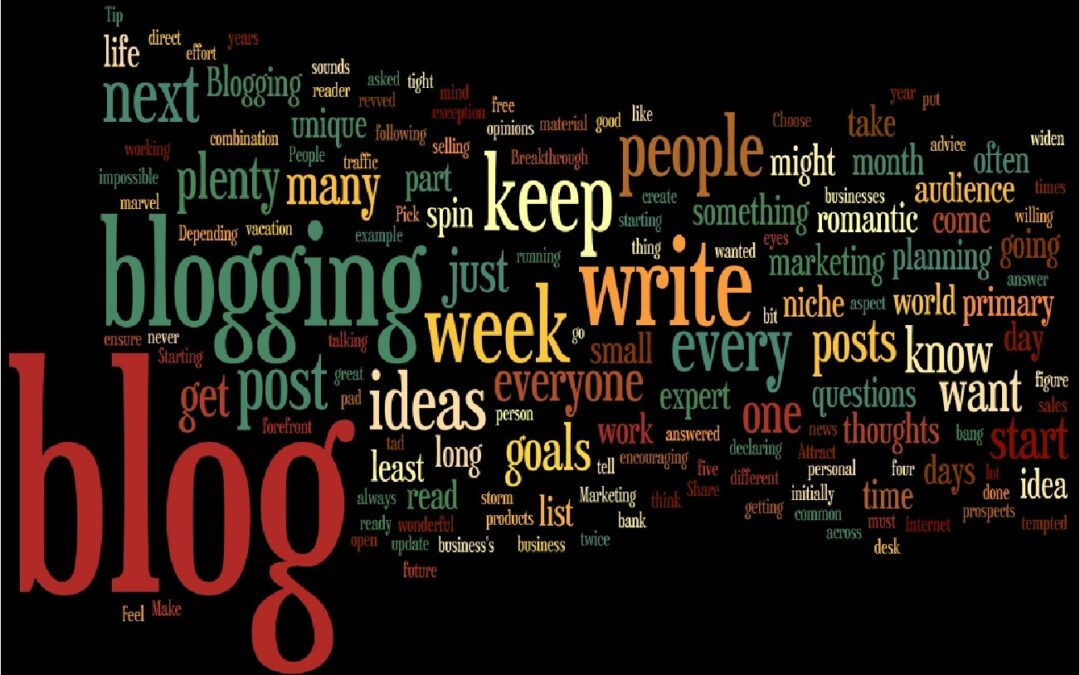 Tip
life direct effort years
next Blogging sounds reader asked tight
revved mind exception free
working combination unique following selling opinions material good like
people Choose take year put
impossible plenty People traffic many part Breakthrough keep
might month advice often widen
marvel Depending vacation example Pick spin create starting something businesses audience times
romantic come willing
blogging just running thing wanted eyes marketing planning going answer
write bit niche aspect world primary
ensure never Starting talking week go small every posts know day
get post great pad ideas everyone person expert one questions want figure sales
forefront
blog tad least long goals work answered declaring news thoughts bang start
tell encouraging five different Attract personal four days lot idea
always read storm list Marketing think Share getting initially time done prospects
ready wonderful products bank common must Internet tempted
open update business's business twice across desk
future
Feel Make